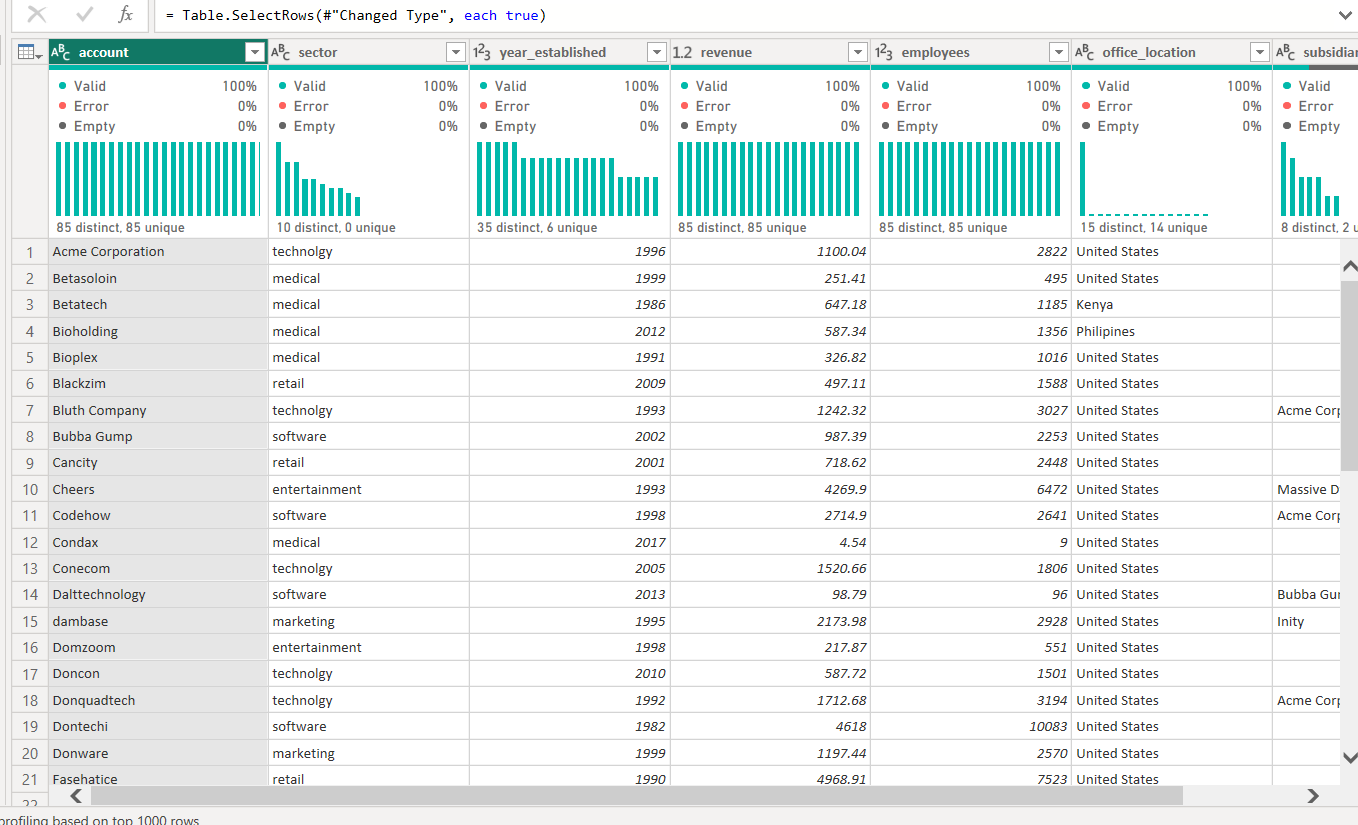 = Table.SelectRows(#"Changed Type", each true)
account sector year_established 1.2 revenue employees office_location subsidiar
Valid 100% Valid 100% Valid 100% Valid 100% Valid 100% Valid 100% Valid
Error 0% Error 0% Error 0% Error 0% Error 0% Error 0% Error
Empty 0% Empty 0% Empty 0% Empty 0% Empty 0% Empty 0% Empty
85 distinct, 85 unique 10 distinct, 0 unique 35 distinct, 6 unique 85 distinct, 85 unique 85 distinct, 85 unique 15 distinct, 14 unique 8 distinct, 2 u
1 Acme Corporation technolgy 1996 1100.04 2822 United States
2 Betasoloin medical 1999 251.41 495 United States
3 Betatech medical 1986 647.18 1185 Kenya
4 Bioholding medical 2012 587.34 1356 Philipines
5 Bioplex medical 1991 326.82 1016 United States
6 Blackzim retail 2009 497.11 1588 United States
7 Bluth Company technolgy 1993 1242.32 3027 United States Acme Corp
8 Bubba Gump software 2002 987.39 2253 United States
9 Cancity retail 2001 718.62 2448 United States
10 Cheers entertainment 1993 4269.9 6472 United States Massive D
11 Codehow software 1998 2714.9 2641 United States Acme Corp
12 Condax medical 2017 4.54 9 United States
13 Conecom technolgy 2005 1520.66 1806 United States
14 Dalttechnology software 2013 98.79 96 United States Bubba Gum
15 dambase marketing 1995 2173.98 2928 United States Inity
16 Domzoom entertainment 1998 217.87 551 United States
17 Doncon technolgy 2010 587.72 1501 United States
18 Donquadtech technolgy 1992 1712.68 3194 United States Acme Corp
19 Dontechi software 1982 4618 10083 United States
20 Donware marketing 1999 1197.44 2570 United States
21 Fasehatice retail 1990 4968.91 7523 United States
22
profiling based on top 1000 rows